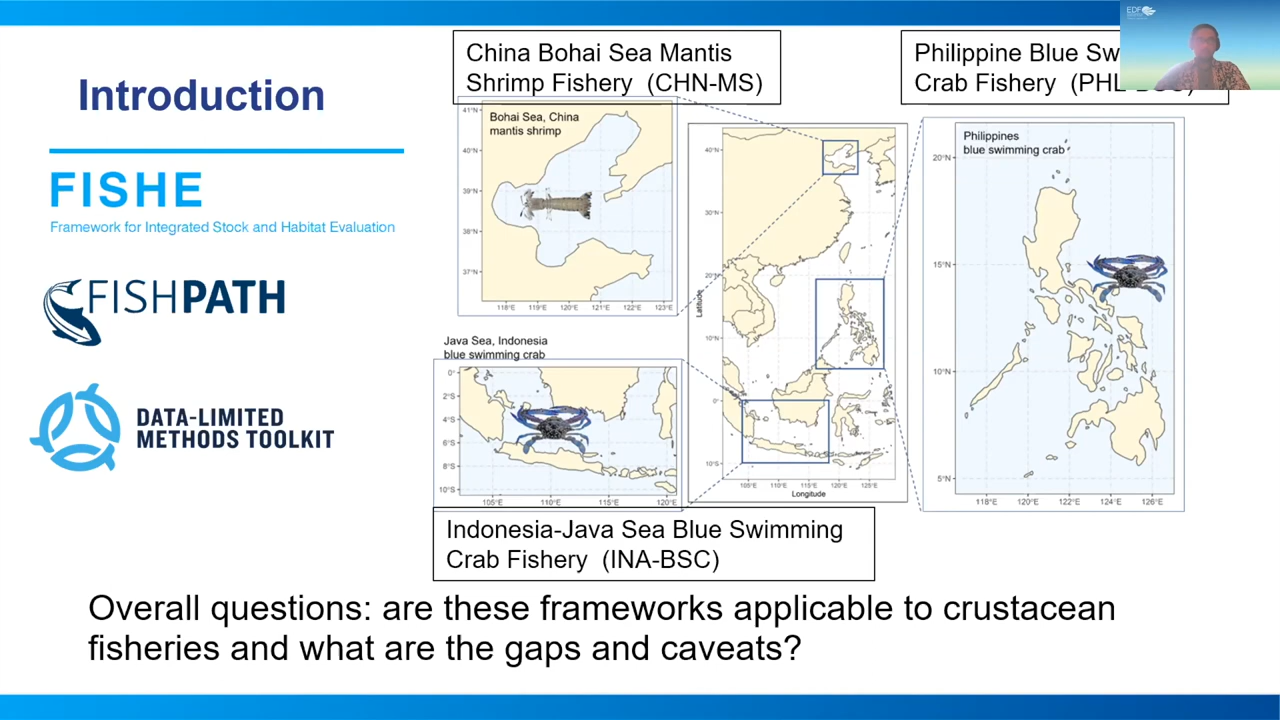 Introduction
FISHE
Framework for Integrated Stock and Habitat Evaluation
FISHPATH
DATA-LIMITED
METHODS TOOLKIT
China Bohai Sea Mantis
Shrimp Fishery (CHN-MS)
Bohai Sea, China
mantis shrimp
41°N
40°N
39°N
38°N
37°N
118°E 119°E 120°E 121°E 122°E 123°E
Java Sea, Indonesia
blue swimming crab
0°
2°S
4°S
6°S
8°S
10°S
105°E 110°E 115°E 120°E
Indonesia-Java Sea Blue Swimming
Crab Fishery (INA-BSC)
Latitude
40°N
30°N
20°N
10°N
0°
10°S
105°E 110°E 115°E 120°E 125°E
Longitude
Philippine Blue Sw
Crab Fishery (PHL
EDF
Philippines
blue swimming crab
20°N
15°N
10°N
5°N
118°E 120°E 122°E 124°E 126°E
Overall questions: are these frameworks applicable to crustacean
fisheries and what are the gaps and caveats?